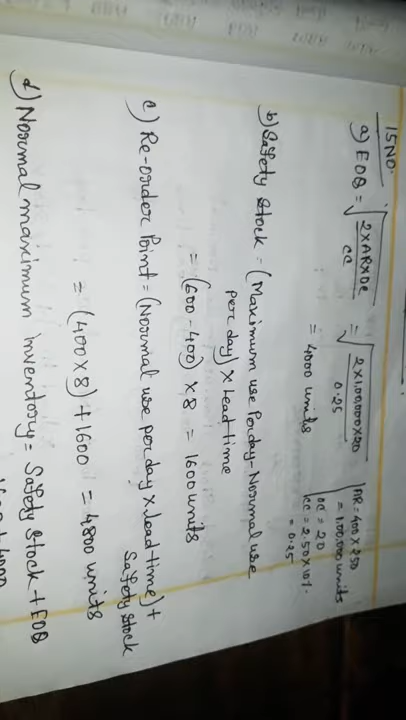 15 NO.
a) EOQ = √2×AR×OC/CC = √2×1,00,000×20/0.25
= 4000 units
AR = 400 × 250
= 100,000 units
OC = 20
CC = 2.50×10%
= 0.25
b) Safety Stock = (Maximum use Per day - Normal use
per day) × Lead time
= (600 - 400) × 8 = 1600 units
c) Re-order Point = (Normal use per day × Lead time) +
Safety stock
= (400 × 8) + 1600 = 4800 units
d) Normal maximum inventory = Safety Stock + EOQ